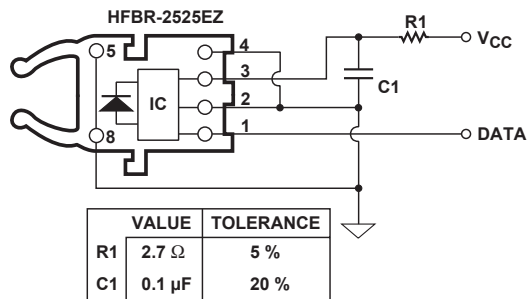 HFBR-2525EZ
R1
VCC
5
4
3
IC
C1
2
8
1
DATA
VALUE TOLERANCE
R1 2.7 Ω 5 %
C1 0.1 µF 20 %